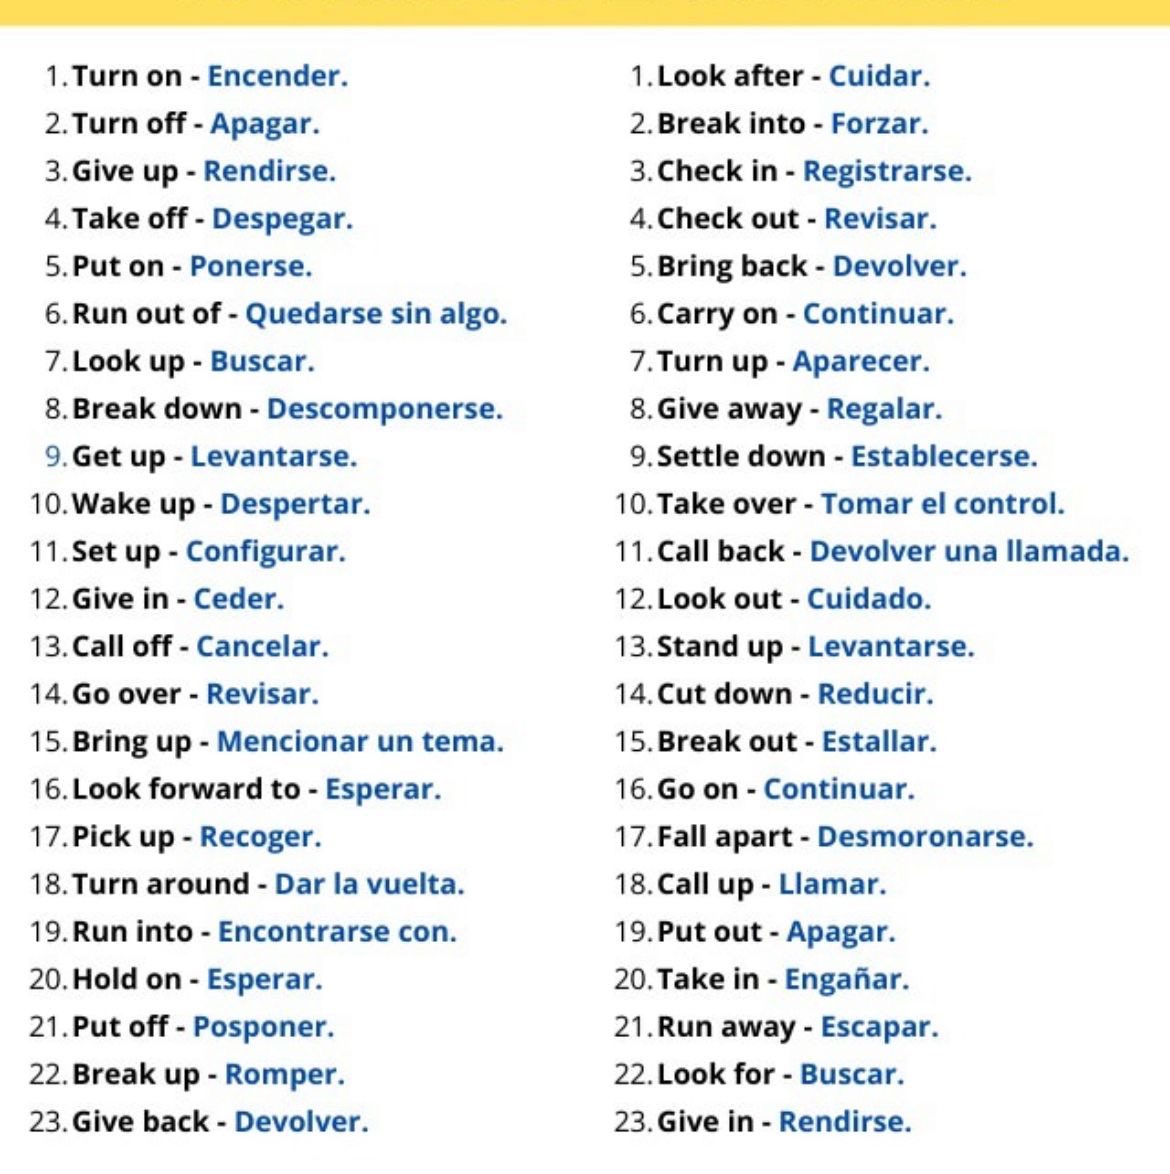 1. Turn on - Encender.
2. Turn off - Apagar.
3. Give up - Rendirse.
4. Take off - Despegar.
5. Put on - Ponerse.
6. Run out of - Quedarse sin algo.
7. Look up - Buscar.
8. Break down - Descomponerse.
9. Get up - Levantarse.
10. Wake up - Despertar.
11. Set up - Configurar.
12. Give in - Ceder.
13. Call off - Cancelar.
14. Go over - Revisar.
15. Bring up - Mencionar un tema.
16. Look forward to - Esperar.
17. Pick up - Recoger.
18. Turn around - Dar la vuelta.
19. Run into - Encontrarse con.
20. Hold on - Esperar.
21. Put off - Posponer.
22. Break up - Romper.
23. Give back - Devolver.
1. Look after - Cuidar.
2. Break into - Forzar.
3. Check in - Registrarse.
4. Check out - Revisar.
5. Bring back - Devolver.
6. Carry on - Continuar.
7. Turn up - Aparecer.
8. Give away - Regalar.
9. Settle down - Establecerse.
10. Take over - Tomar el control.
11. Call back - Devolver una llamada.
12. Look out - Cuidado.
13. Stand up - Levantarse.
14. Cut down - Reducir.
15. Break out - Estallar.
16. Go on - Continuar.
17. Fall apart - Desmoronarse.
18. Call up - Llamar.
19. Put out - Apagar.
20. Take in - Engañar.
21. Run away - Escapar.
22. Look for - Buscar.
23. Give in - Rendirse.